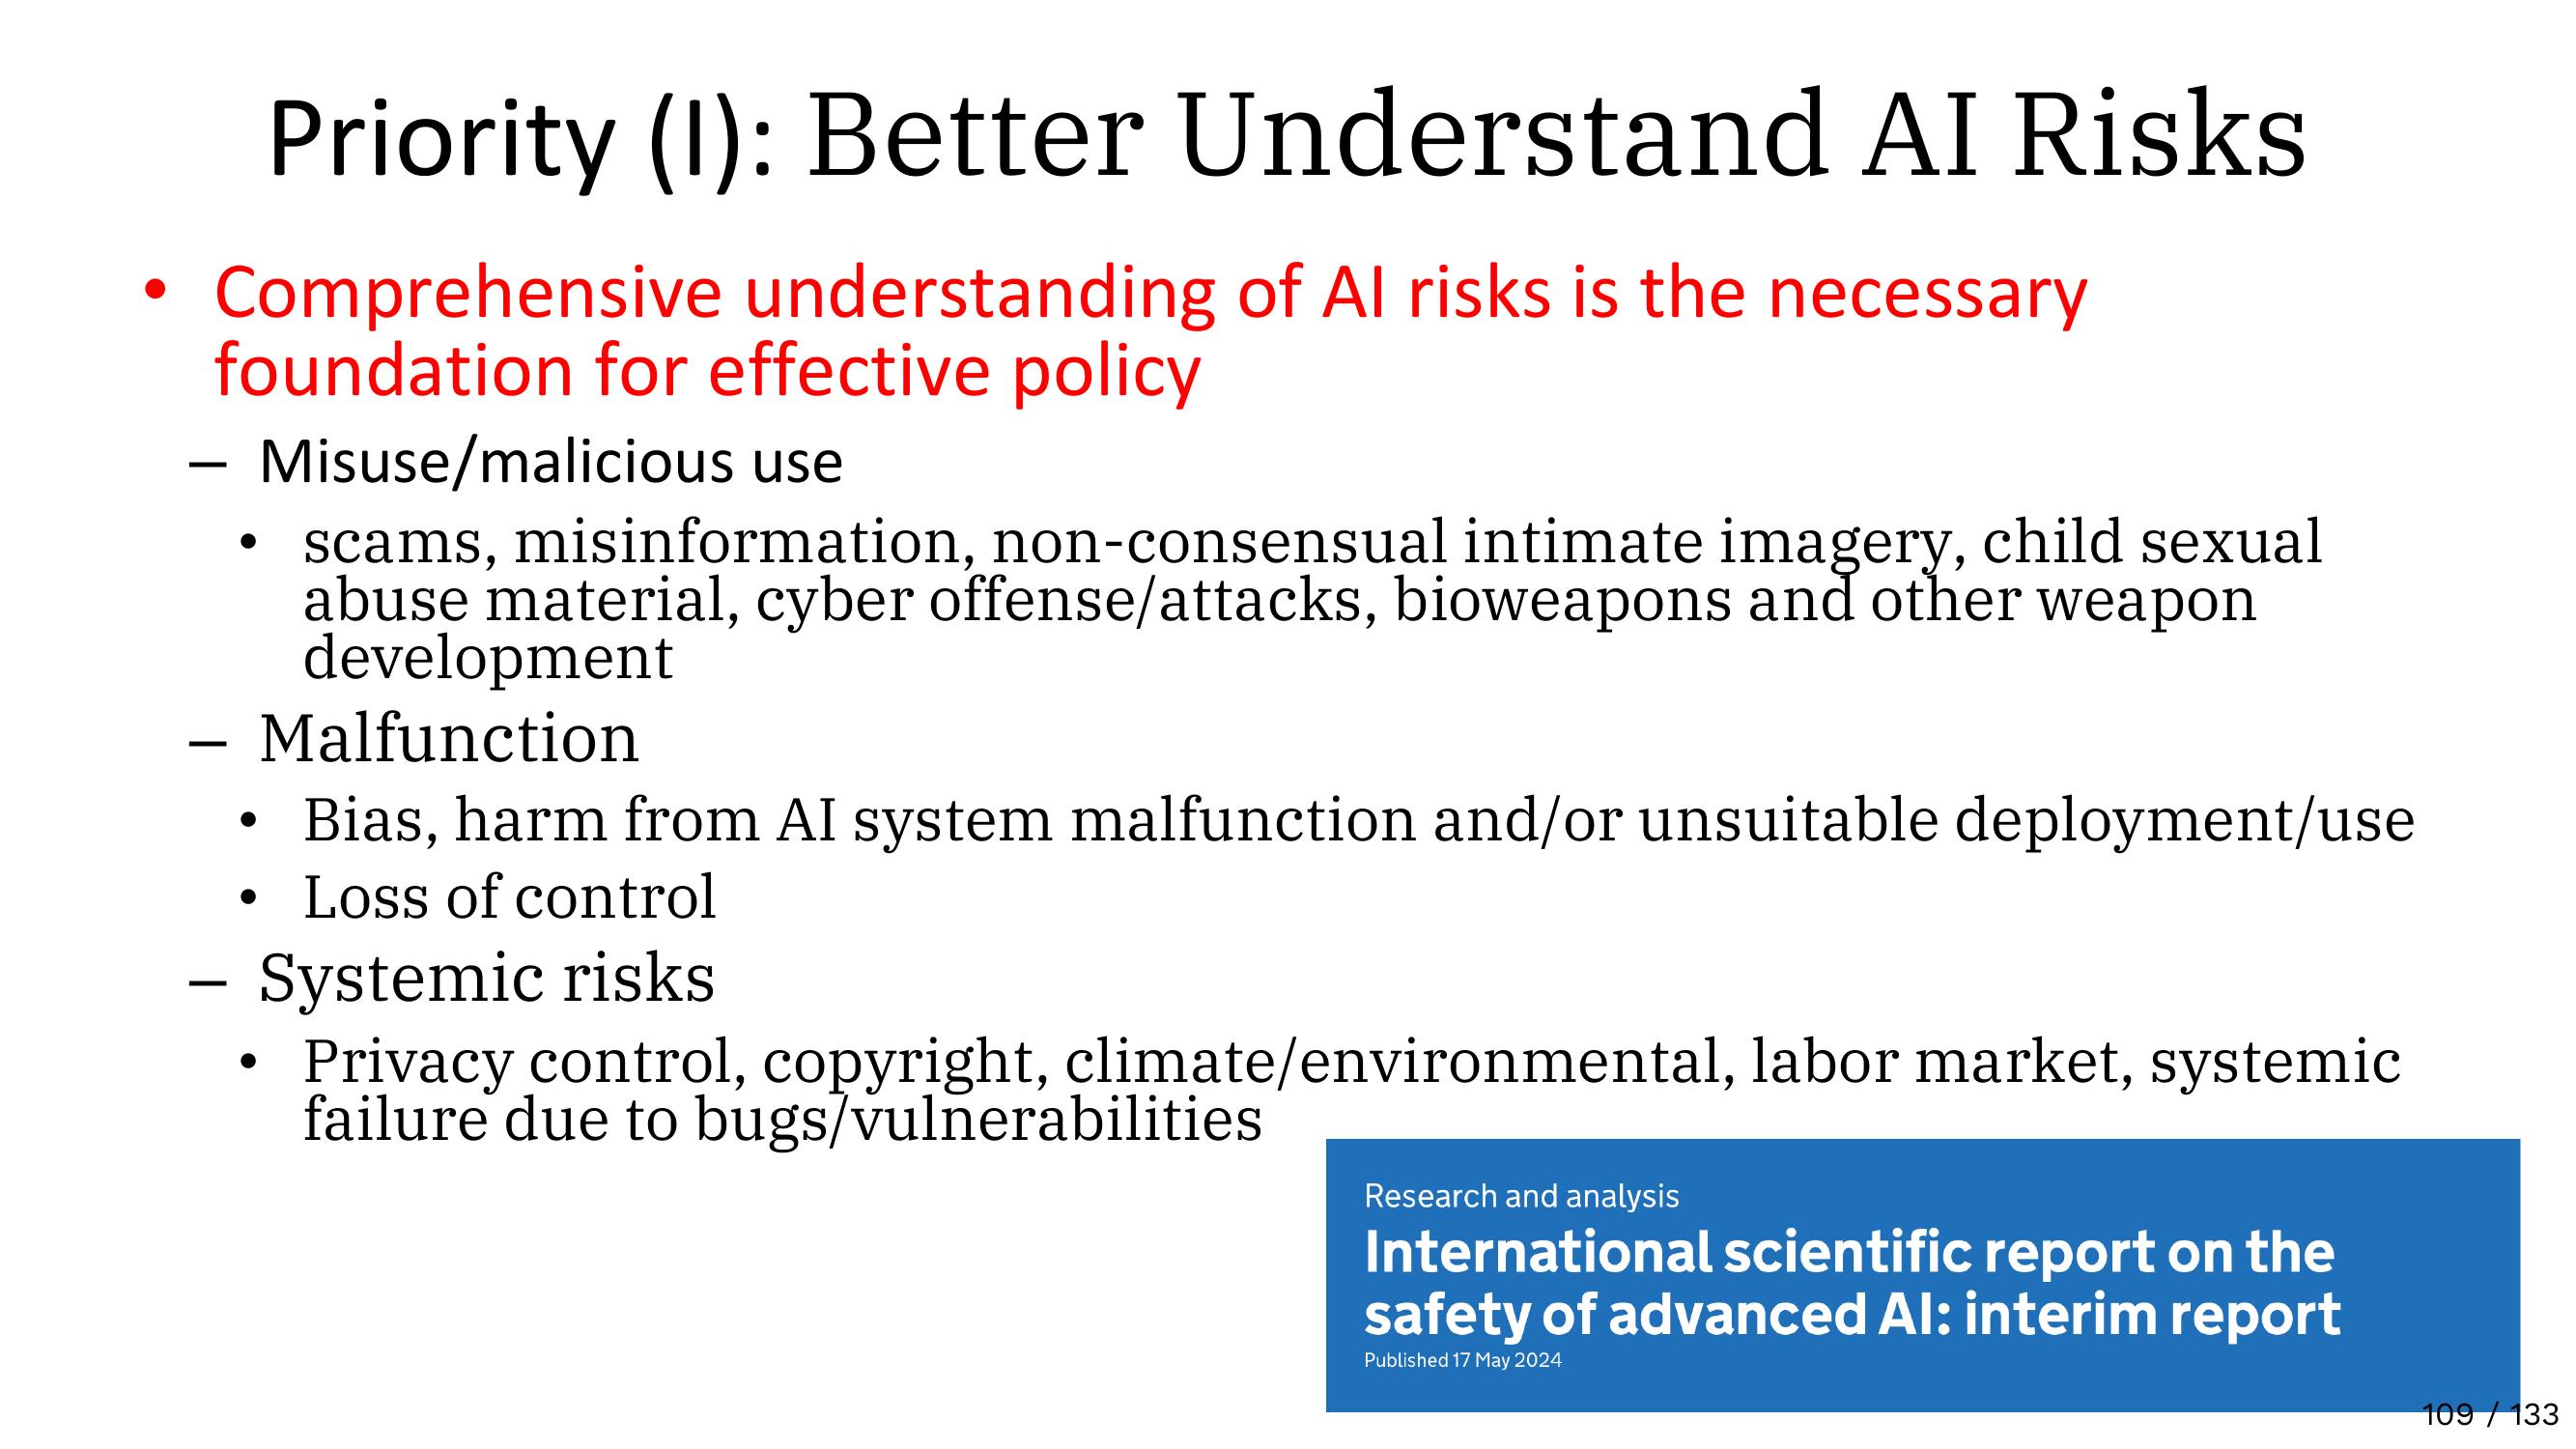 Priority (I): Better Understand AI Risks
• Comprehensive understanding of AI risks is the necessary
foundation for effective policy
– Misuse/malicious use
• scams, misinformation, non-consensual intimate imagery, child sexual
abuse material, cyber offense/attacks, bioweapons and other weapon
development
– Malfunction
• Bias, harm from AI system malfunction and/or unsuitable deployment/use
• Loss of control
– Systemic risks
• Privacy control, copyright, climate/environmental, labor market, systemic
failure due to bugs/vulnerabilities
Research and analysis
International scientific report on the
safety of advanced AI: interim report
Published 17 May 2024
109 / 133